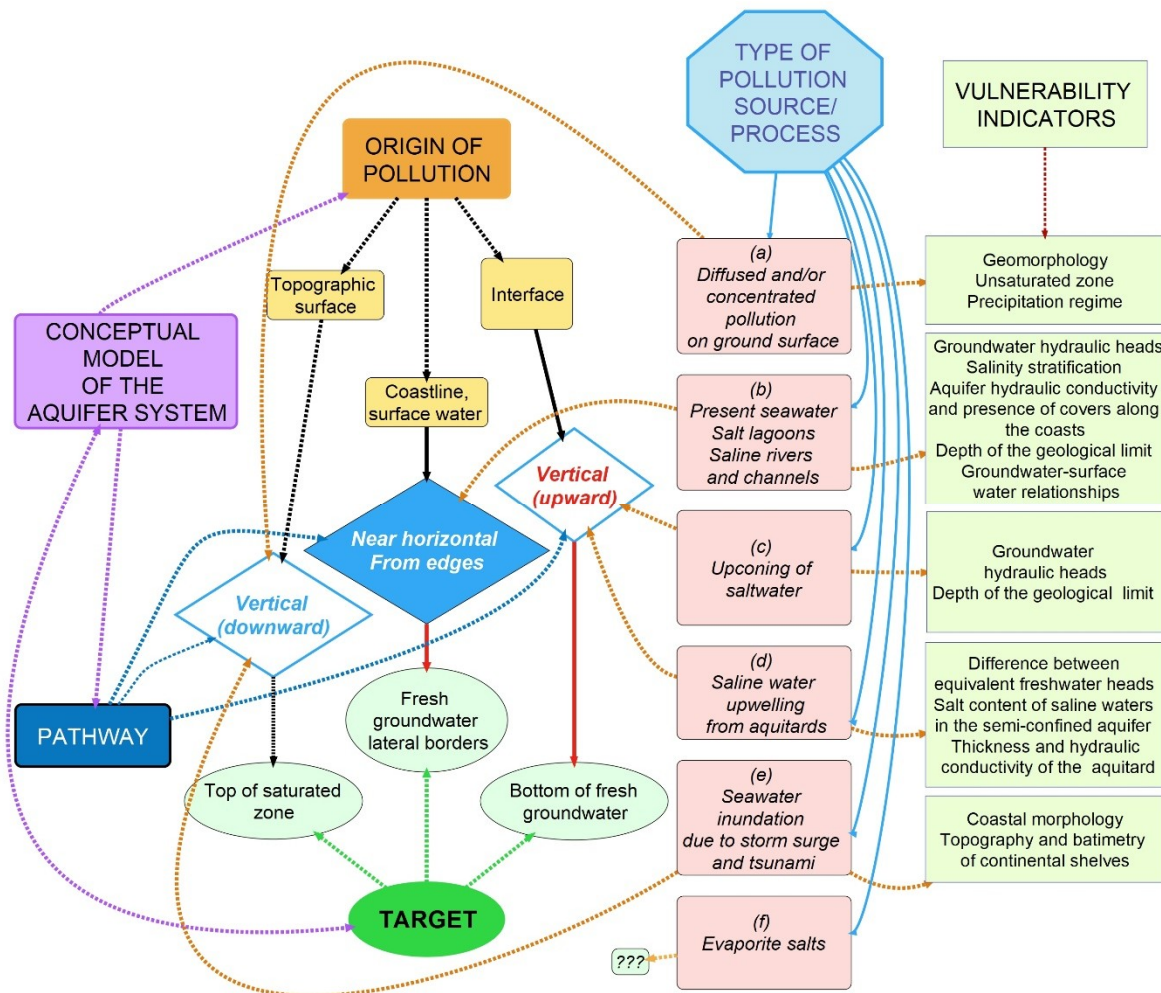 TYPE OF
POLLUTION
SOURCE/
PROCESS
VULNERABILITY
INDICATORS
ORIGIN OF
POLLUTION
Topographic
surface
Interface
Coastline,
surface water
CONCEPTUAL
MODEL
OF THE
AQUIFER SYSTEM
Vertical
(upward)
Near horizontal
From edges
Vertical
(downward)
PATHWAY
Fresh
groundwater
lateral borders
Top of saturated
zone
Bottom of fresh
groundwater
TARGET
(a)
Diffused and/or
concentrated
pollution
on ground surface
(b)
Present seawater
Salt lagoons
Saline rivers
and channels
(c)
Upconing of
saltwater
(d)
Saline water
upwelling
from aquitards
(e)
Seawater
inundation
due to storm surge
and tsunami
(f)
Evaporite salts
???
Geomorphology
Unsaturated zone
Precipitation regime
Groundwater hydraulic heads
Salinity stratification
Aquifer hydraulic conductivity
and presence of covers along
the coasts
Depth of the geological limit
Groundwater-surface
water relationships
Groundwater
hydraulic heads
Depth of the geological limit
Difference between
equivalent freshwater heads
Salt content of saline waters
in the semi-confined aquifer
Thickness and hydraulic
conductivity of the aquitard
Coastal morphology
Topography and batimetry
of continental shelves